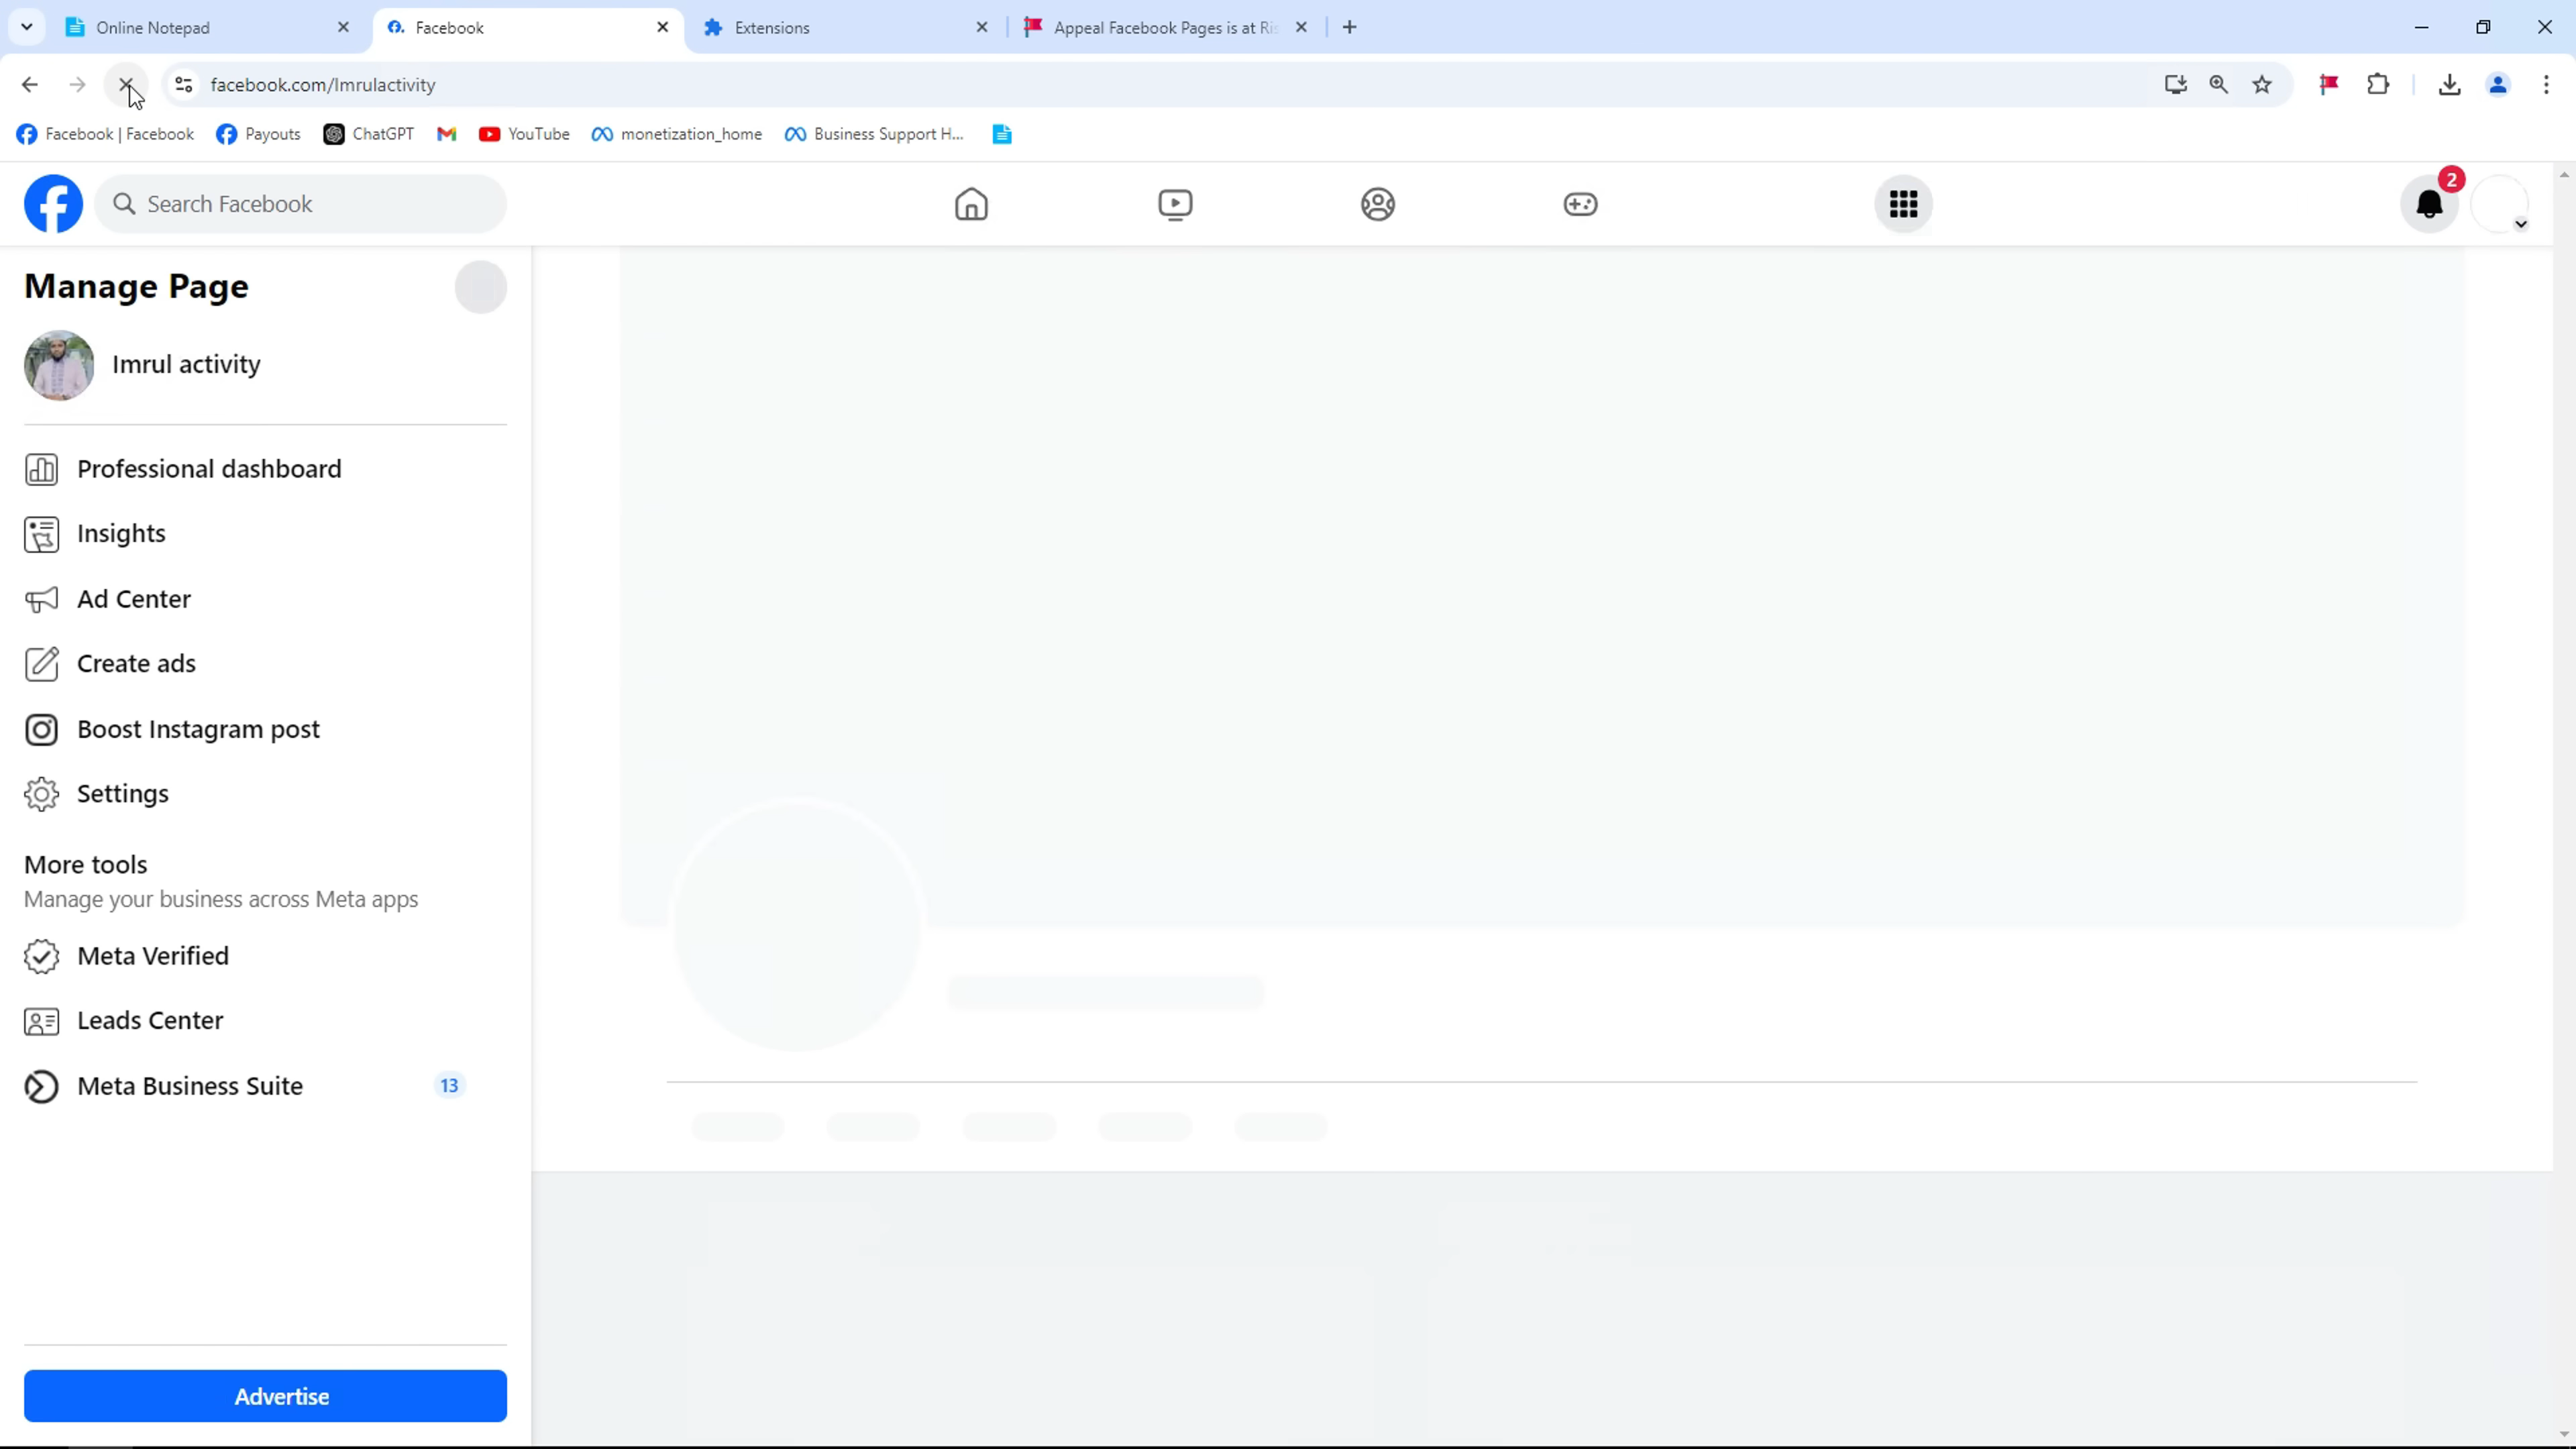 Online Notepad
Facebook
Extensions
Appeal Facebook Pages is at Ris
facebook.com/Imrulactivity
Facebook | Facebook
Payouts
ChatGPT
YouTube
monetization_home
Business Support H...
Search Facebook
2
Manage Page
Imrul activity
Professional dashboard
Insights
Ad Center
Create ads
Boost Instagram post
Settings
More tools
Manage your business across Meta apps
Meta Verified
Leads Center
Meta Business Suite
13
Advertise